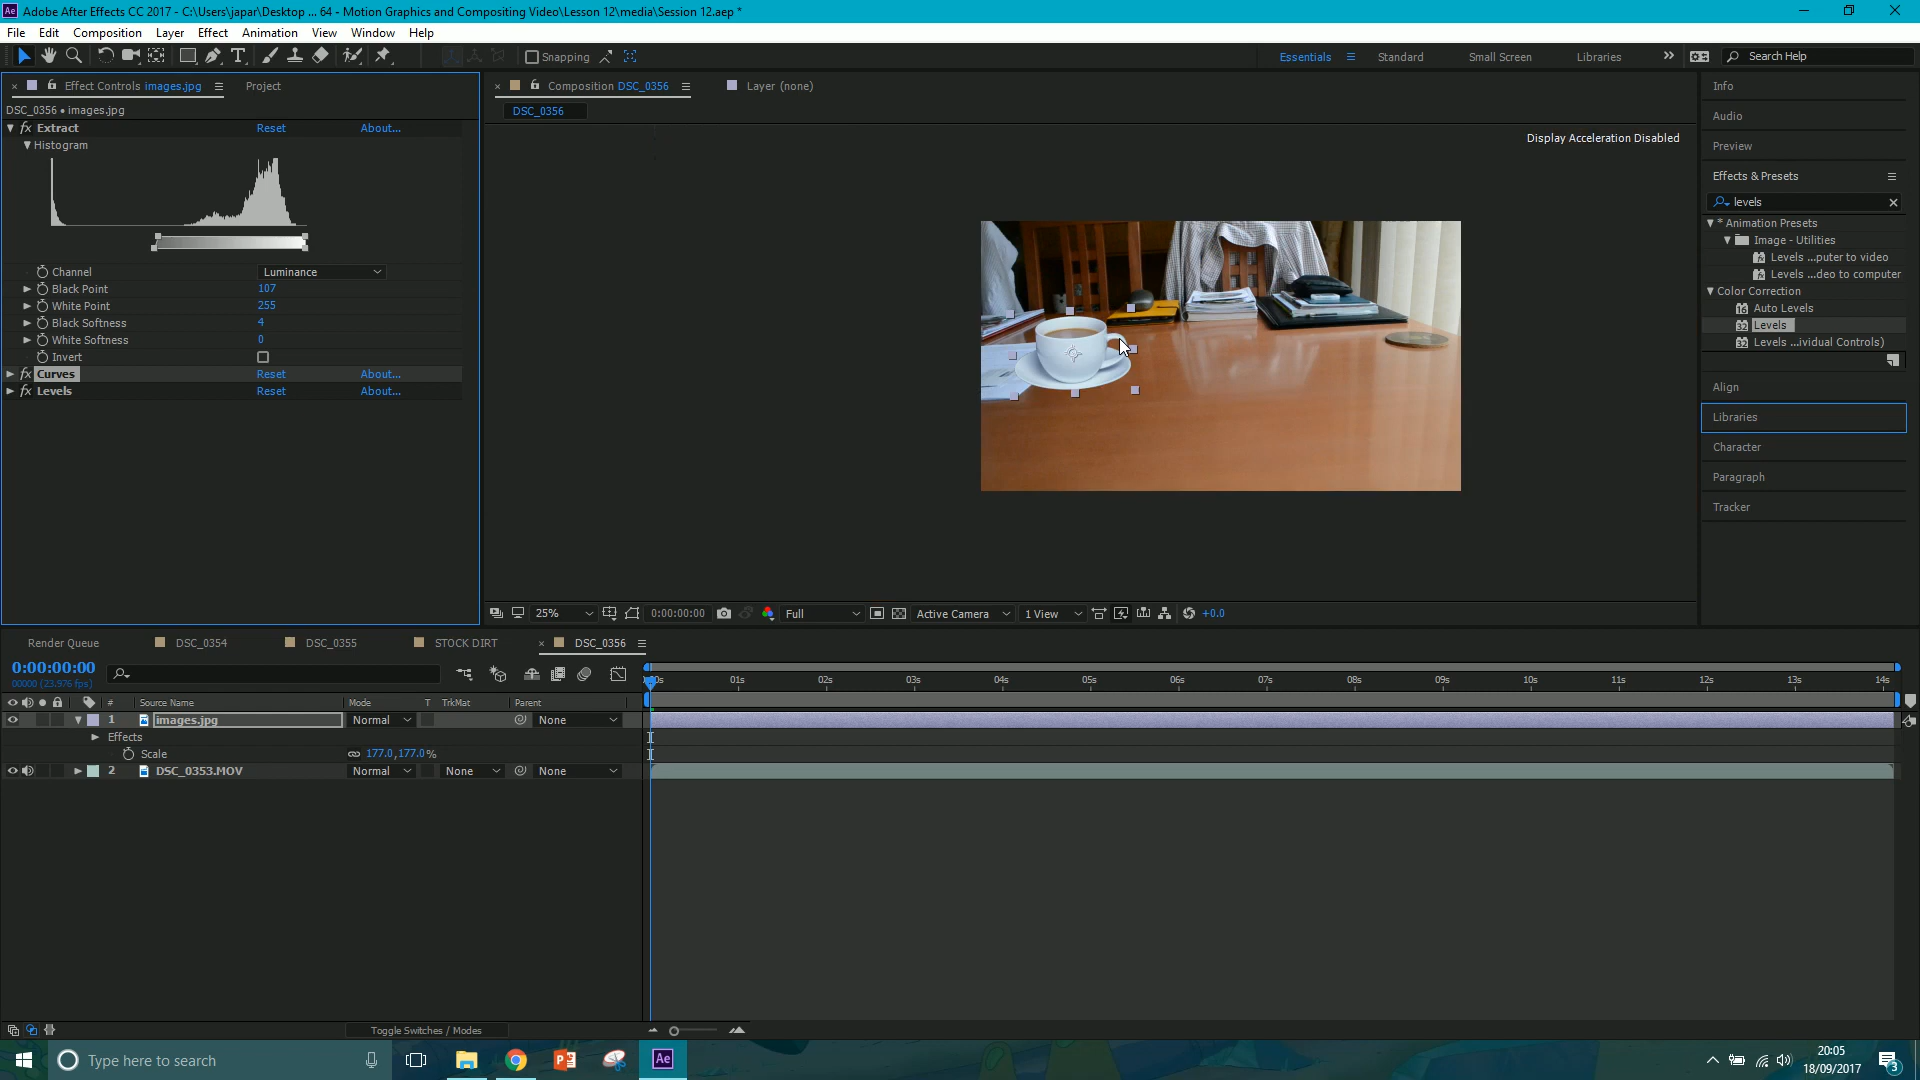 Adobe After Effects CC 2017 - C:\Users\japar\Desktop ... 64 - Motion Graphics and Compositing Video\Lesson 12\media\Session 12.aep *
File Edit Composition Layer Effect Animation View Window Help
Snapping Essentials Standard Small Screen Libraries Search Help
Effect Controls images.jpg Project
Composition DSC_0356 Layer (none)
DSC_0356 • images.jpg
DSC_0356
Display Acceleration Disabled
fx Extract Reset About...
Histogram
Channel Luminance
Black Point 107
White Point 255
Black Softness 4
White Softness 0
Invert
fx Curves Reset About...
fx Levels Reset About...
25% 0:00:00:00 Full Active Camera 1 View +0.0
Info
Audio
Preview
Effects & Presets
levels
* Animation Presets
Image - Utilities
Levels ...puter to video
Levels ...deo to computer
Color Correction
Auto Levels
Levels
Levels ...ividual Controls)
Align
Libraries
Character
Paragraph
Tracker
Render Queue DSC_0354 DSC_0355 STOCK DIRT DSC_0356
0:00:00:00
00000 (23.976 fps)
01s 02s 03s 04s 05s 06s 07s 08s 09s 10s 11s 12s 13s 14s
# Source Name Mode T TrkMat Parent
1 images.jpg Normal None
Effects
Scale 177.0,177.0%
2 DSC_0353.MOV Normal None None
Toggle Switches / Modes
Type here to search
Ae
20:05
18/09/2017
3